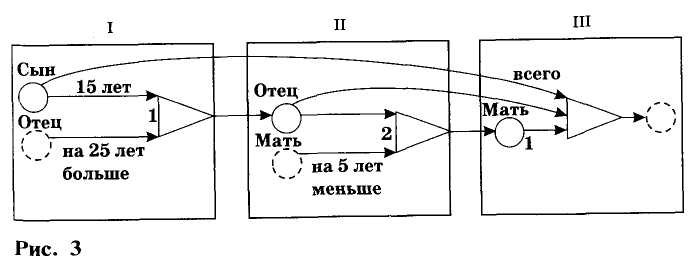 I
II
III
Сын
15 лет
Отец
1
на 25 лет
больше
Отец
Мать
2
на 5 лет
меньше
всего
Мать
1
Рис. 3